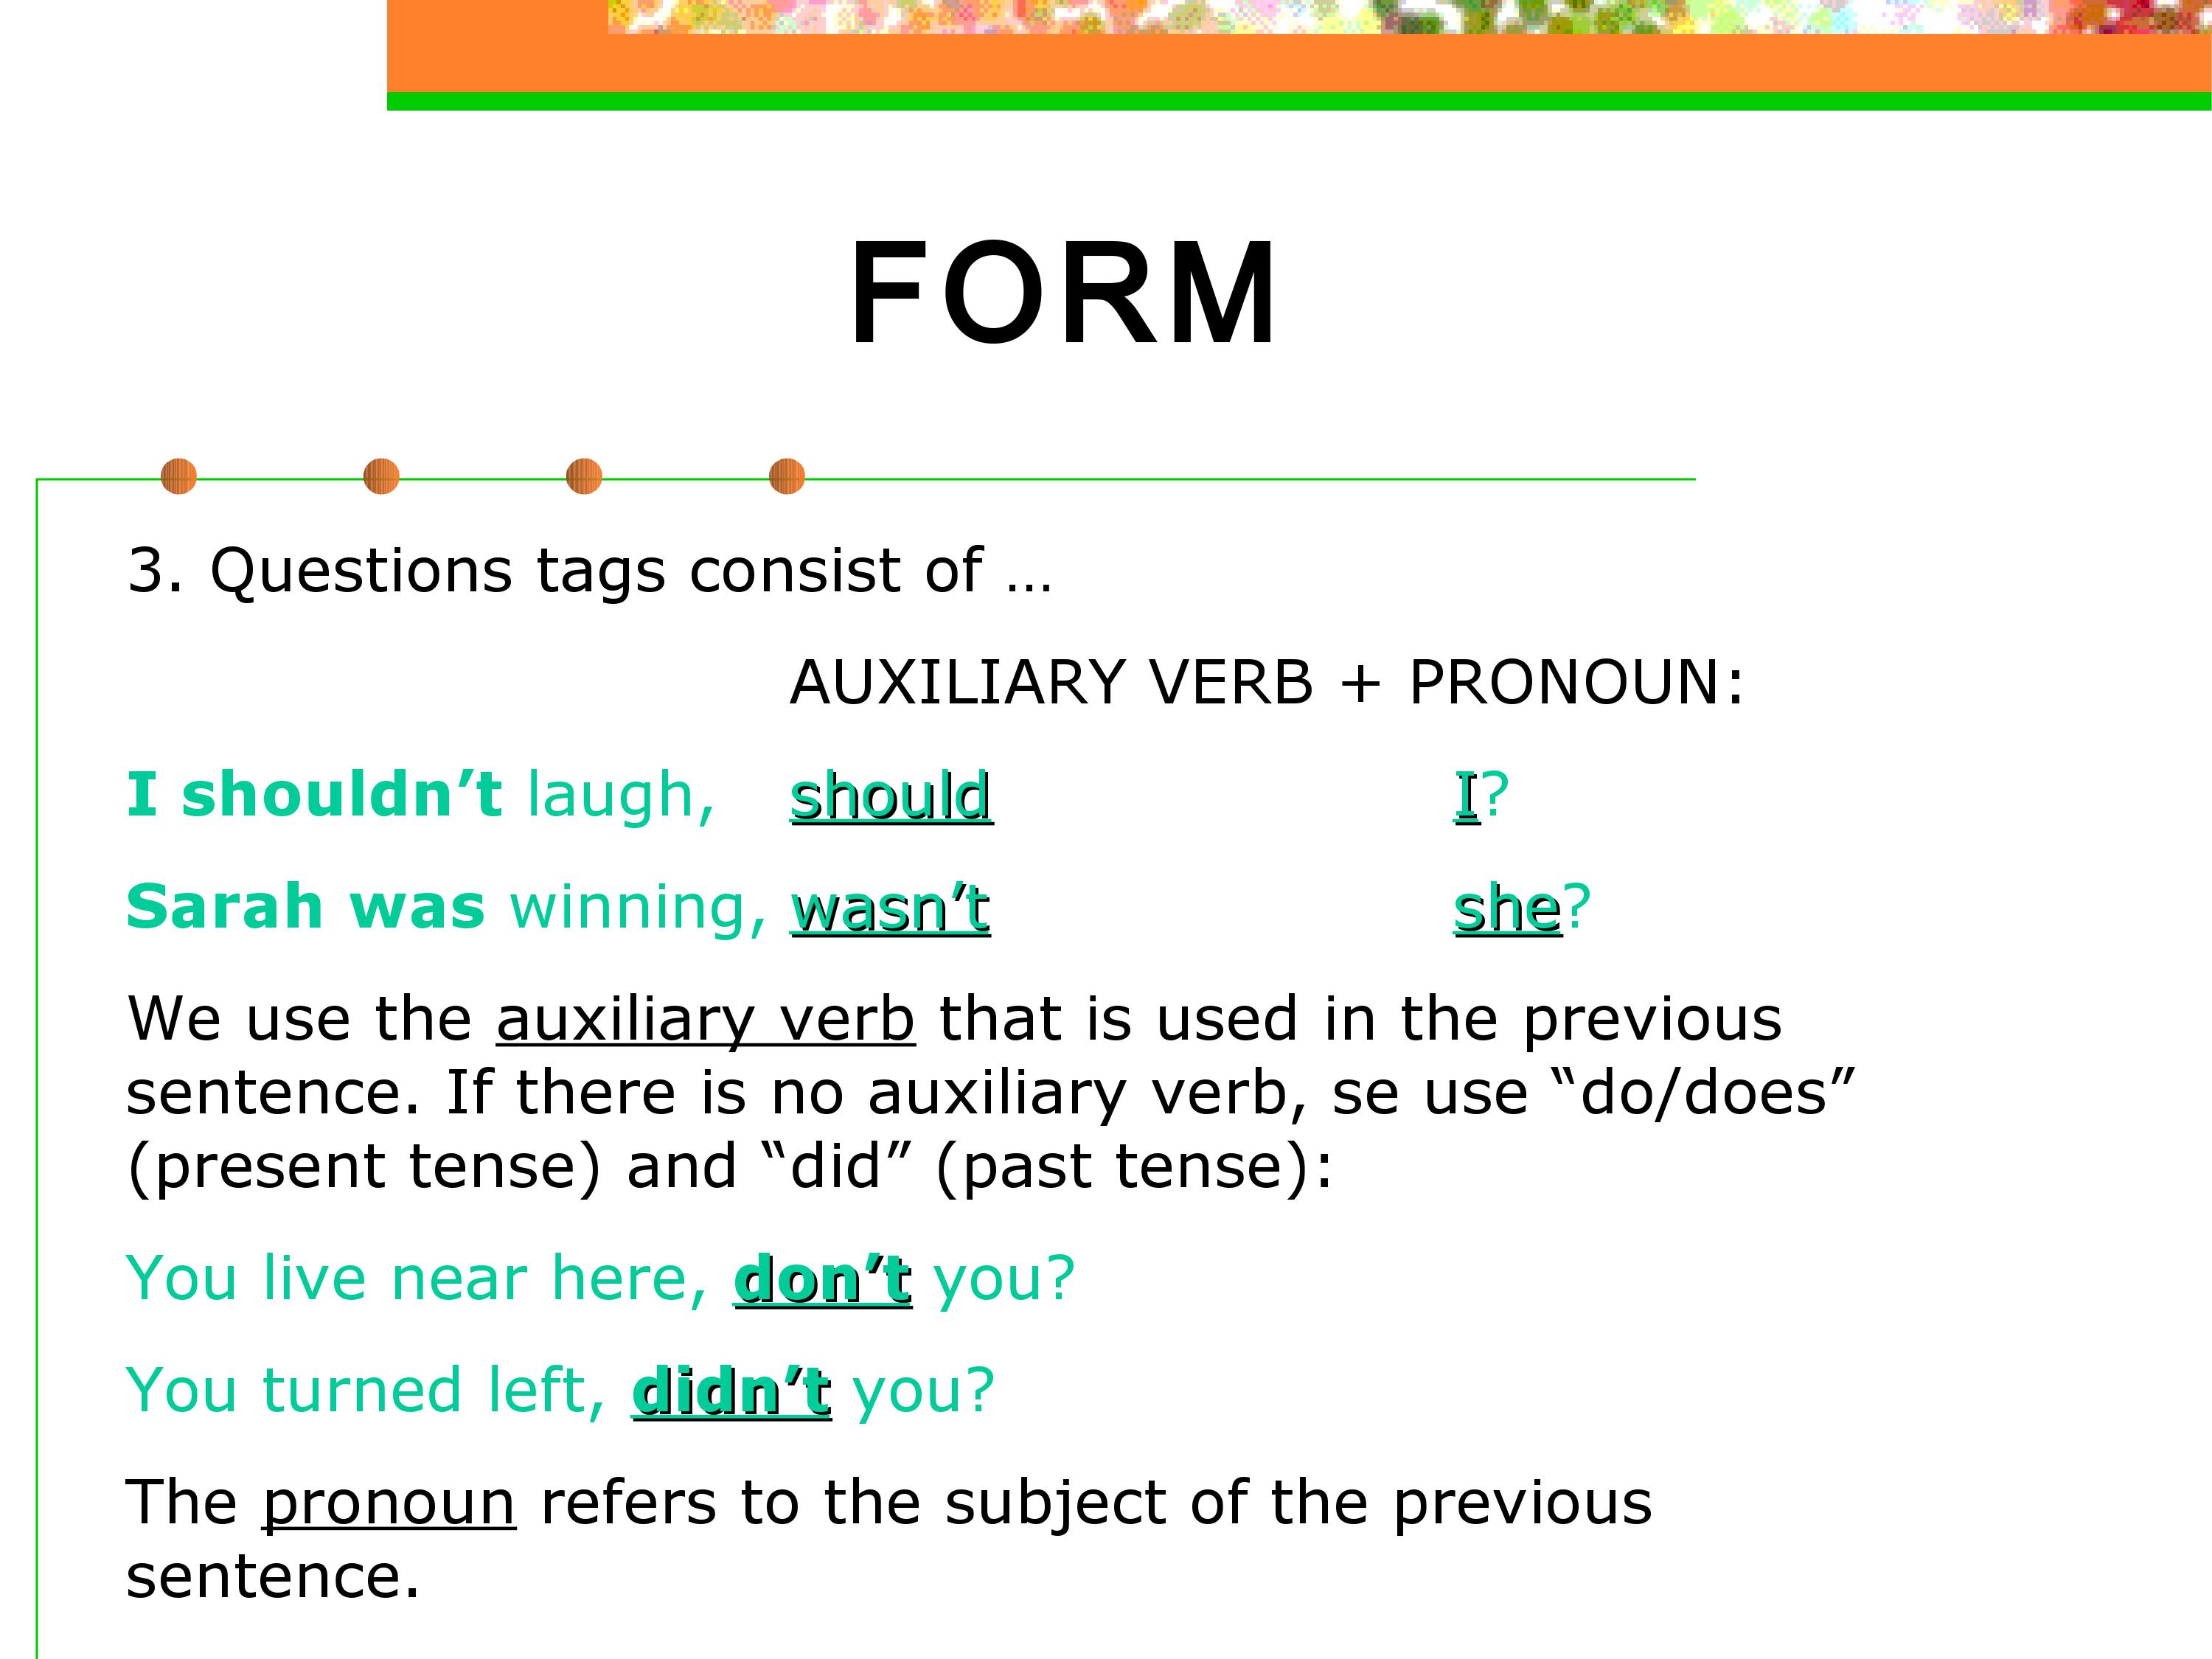 FORM
3. Questions tags consist of …
AUXILIARY VERB + PRONOUN:
I shouldn’t laugh, should I?
Sarah was winning, wasn’t she?
We use the auxiliary verb that is used in the previous
sentence. If there is no auxiliary verb, se use “do/does”
(present tense) and “did” (past tense):
You live near here, don’t you?
You turned left, didn’t you?
The pronoun refers to the subject of the previous
sentence.